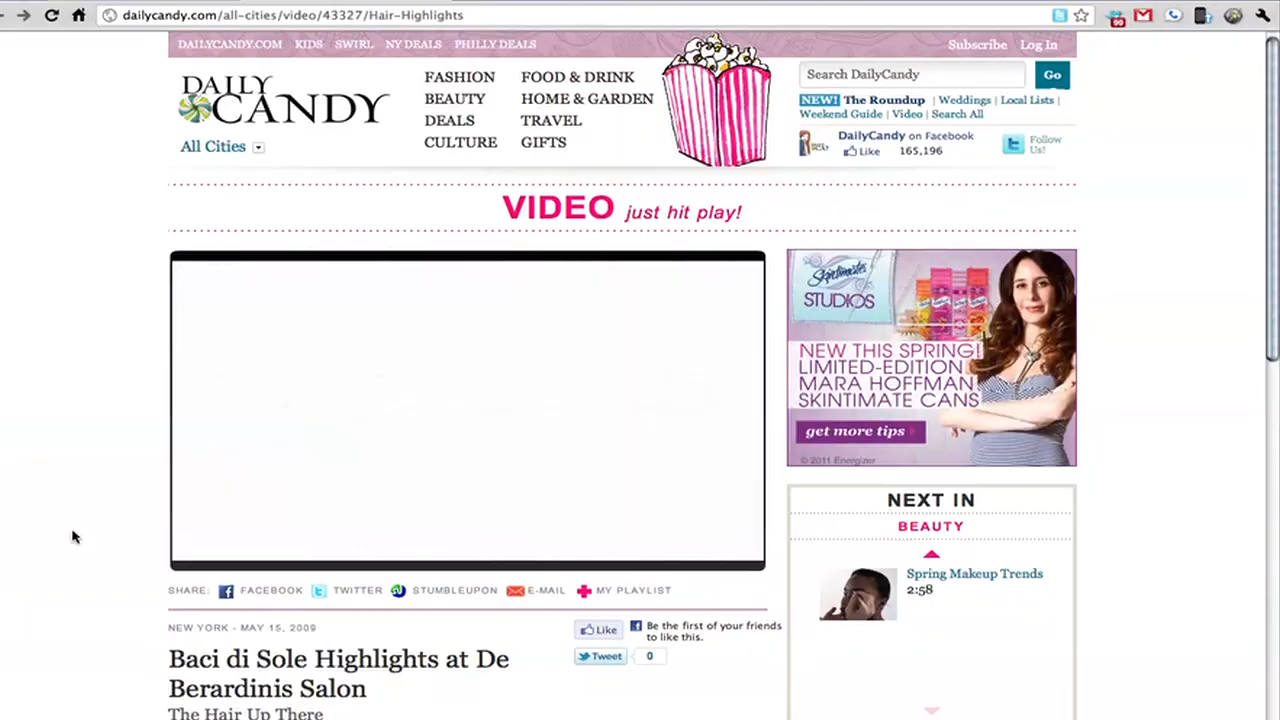 dailycandy.com/all-cities/video/43327/Hair-Highlights
99
DAILYCANDY.COM KIDS SWIRL NY DEALS PHILLY DEALS
Subscribe Log In
DAILY
CANDY
All Cities
FASHION FOOD & DRINK
BEAUTY HOME & GARDEN
DEALS TRAVEL
CULTURE GIFTS
Search DailyCandy Go
NEW! The Roundup | Weddings | Local Lists |
Weekend Guide | Video | Search All
DailyCandy on Facebook
Like 165,196
Follow
Us!
VIDEO just hit play!
Skintimate
STUDIOS
NEW THIS SPRING!
LIMITED-EDITION
MARA HOFFMAN
SKINTIMATE CANS
get more tips
© 2011 Energizer
NEXT IN
BEAUTY
Spring Makeup Trends
2:58
SHARE: FACEBOOK TWITTER STUMBLEUPON E-MAIL MY PLAYLIST
NEW YORK - MAY 15, 2009
Like Be the first of your friends
to like this.
Tweet 0
Baci di Sole Highlights at De
Berardinis Salon
The Hair Up There